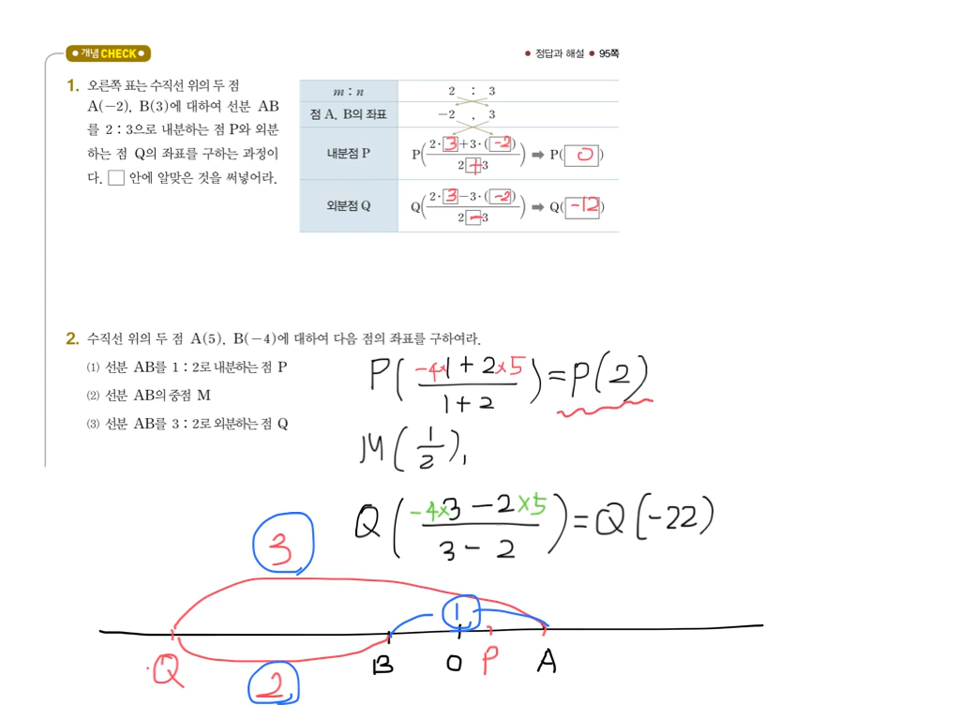 개념 CHECK
정답과 해설 • 95쪽
1. 오른쪽 표는 수직선 위의 두 점
A(−2), B(3)에 대하여 선분 AB
를 2 : 3으로 내분하는 점 P와 외분
하는 점 Q의 좌표를 구하는 과정이
다. □ 안에 알맞은 것을 써넣어라.
m : n 2 : 3
점 A, B의 좌표 −2 , 3
내분점 P P((2·3+3·(−2))/(2+3)) ➡ P(0)
외분점 Q Q((2·3−3·(−2))/(2−3)) ➡ Q(−12)
2. 수직선 위의 두 점 A(5), B(−4)에 대하여 다음 점의 좌표를 구하여라.
⑴ 선분 AB를 1 : 2로 내분하는 점 P
⑵ 선분 AB의 중점 M
⑶ 선분 AB를 3 : 2로 외분하는 점 Q
P((−4×1+2×5)/(1+2))=P(2)
M(1/2),
Q((−4×3−2×5)/(3−2))=Q(−22)
3
1
Q B O P A
2